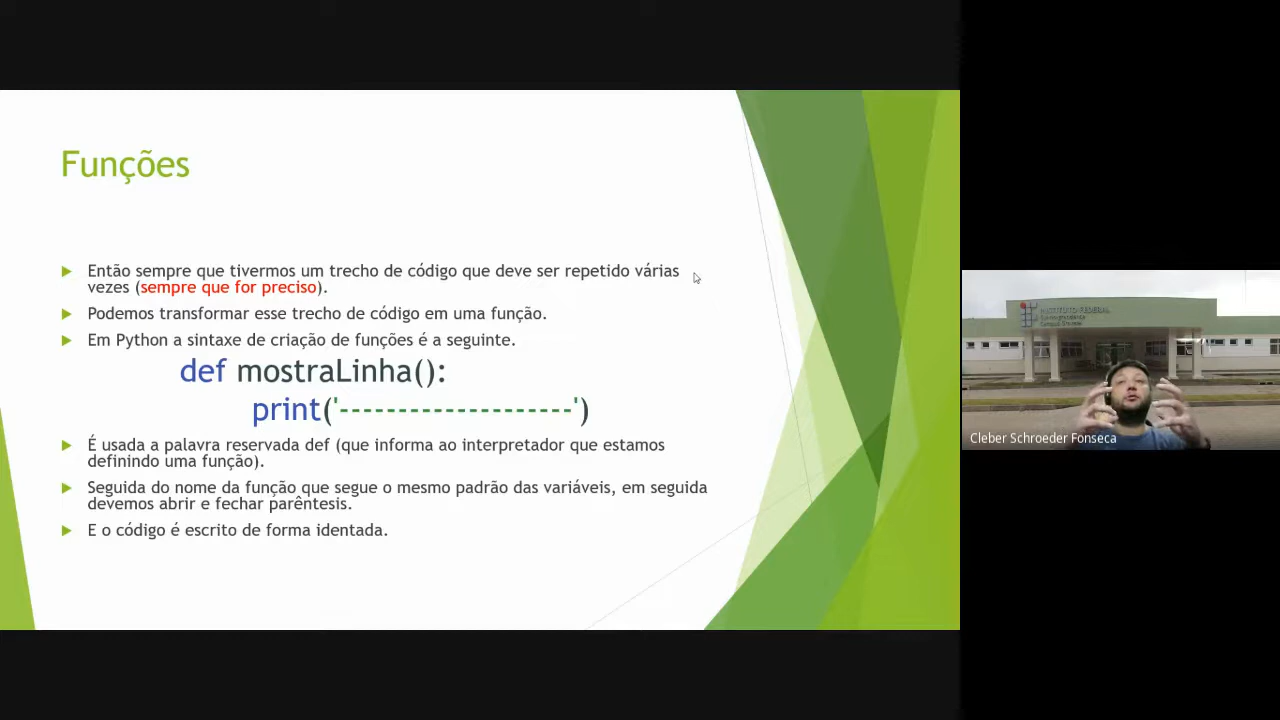 Funções
Então sempre que tivermos um trecho de código que deve ser repetido várias
vezes (sempre que for preciso).
Podemos transformar esse trecho de código em uma função.
Em Python a sintaxe de criação de funções é a seguinte.
def mostraLinha():
print('--------------------')
É usada a palavra reservada def (que informa ao interpretador que estamos
definindo uma função).
Seguida do nome da função que segue o mesmo padrão das variáveis, em seguida
devemos abrir e fechar parêntesis.
E o código é escrito de forma identada.
INSTITUTO FEDERAL
Cleber Schroeder Fonseca